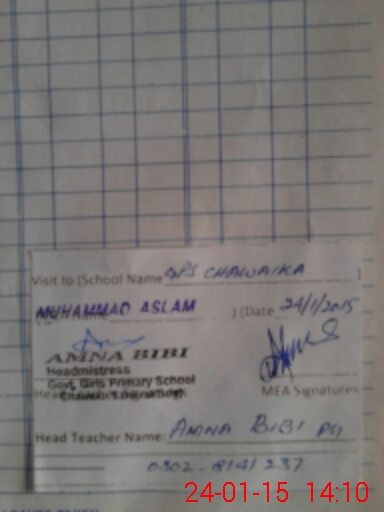 Visit to (School Name GPS CHAWAIKA )
MUHAMMAD ASLAM ) (Date 24/1/2015
AMNA BIBI
Headmistress
Govt. Girls Primary School
MEA Signatures
Head Teacher Name: AMNA BIBI PST
0302-8141237
24-01-15 14:10